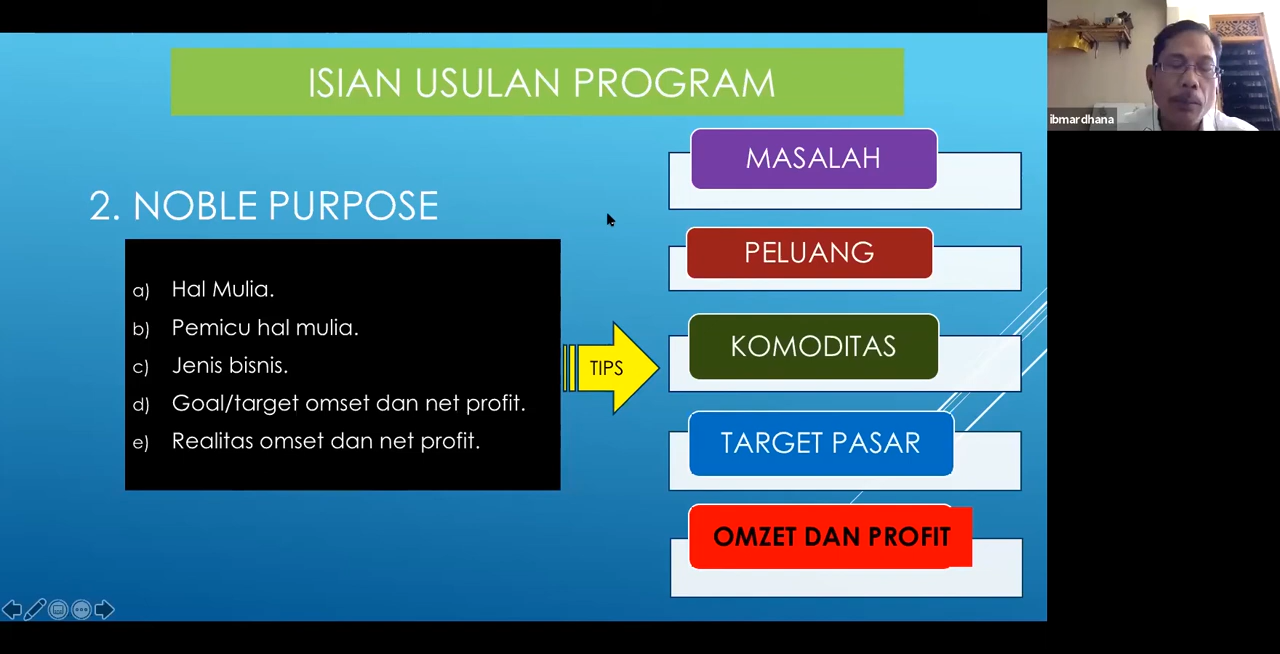 ISIAN USULAN PROGRAM
2. NOBLE PURPOSE
a) Hal Mulia.
b) Pemicu hal mulia.
c) Jenis bisnis.
d) Goal/target omset dan net profit.
e) Realitas omset dan net profit.
TIPS
MASALAH
PELUANG
KOMODITAS
TARGET PASAR
OMZET DAN PROFIT
ibmardhana